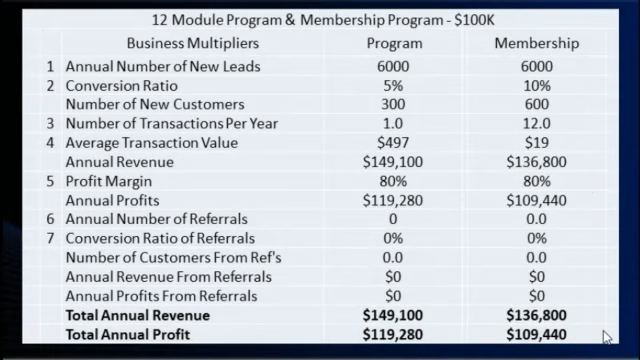 12 Module Program & Membership Program - $100K
Business Multipliers Program Membership
1 Annual Number of New Leads 6000 6000
2 Conversion Ratio 5% 10%
Number of New Customers 300 600
3 Number of Transactions Per Year 1.0 12.0
4 Average Transaction Value $497 $19
Annual Revenue $149,100 $136,800
5 Profit Margin 80% 80%
Annual Profits $119,280 $109,440
6 Annual Number of Referrals 0 0.0
7 Conversion Ratio of Referrals 0% 0%
Number of Customers From Ref's 0.0 0.0
Annual Revenue From Referrals $0 $0
Annual Profits From Referrals $0 $0
Total Annual Revenue $149,100 $136,800
Total Annual Profit $119,280 $109,440